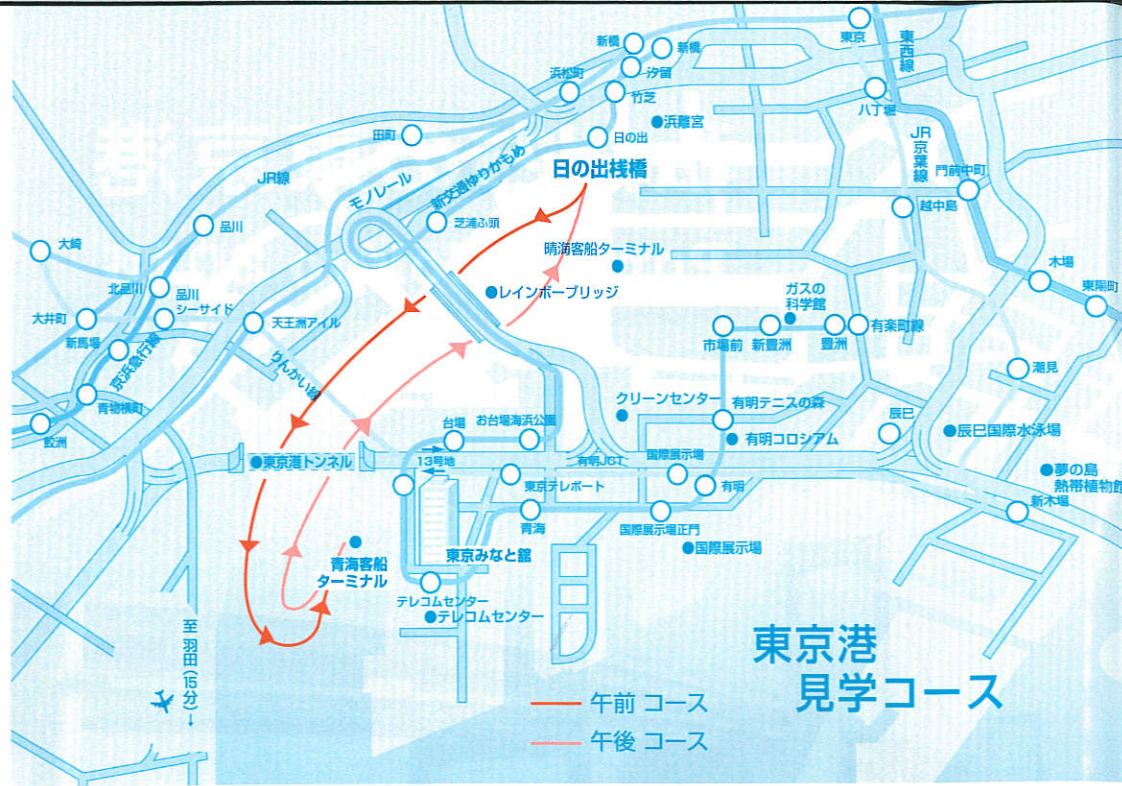 新橋
新橋
汐留
東京
東西線
浜松町
竹芝
八丁堀
浜離宮
田町
日の出
JR京葉線
日の出桟橋
門前中町
JR線
モノレール
新交通ゆりかもめ
芝浦ふ頭
越中島
品川
大崎
晴海客船ターミナル
木場
東陽町
北品川
品川
シーサイド
レインボーブリッジ
ガスの
科学館
大井町
天王洲アイル
市場前
新豊洲
豊洲
有楽町線
新馬場
京浜急行線
りんかい線
潮見
青物横町
クリーンセンター
有明テニスの森
鮫洲
台場
お台場海浜公園
有明コロシアム
辰巳
辰巳国際水泳場
東京港トンネル
13号地
有明JCT
国際展示場
夢の島
熱帯植物館
東京テレポート
有明
新木場
青海
国際展示場正門
青海客船
ターミナル
東京みなと館
国際展示場
テレコムセンター
テレコムセンター
至羽田(15分)→
東京港
見学コース
午前 コース
午後 コース